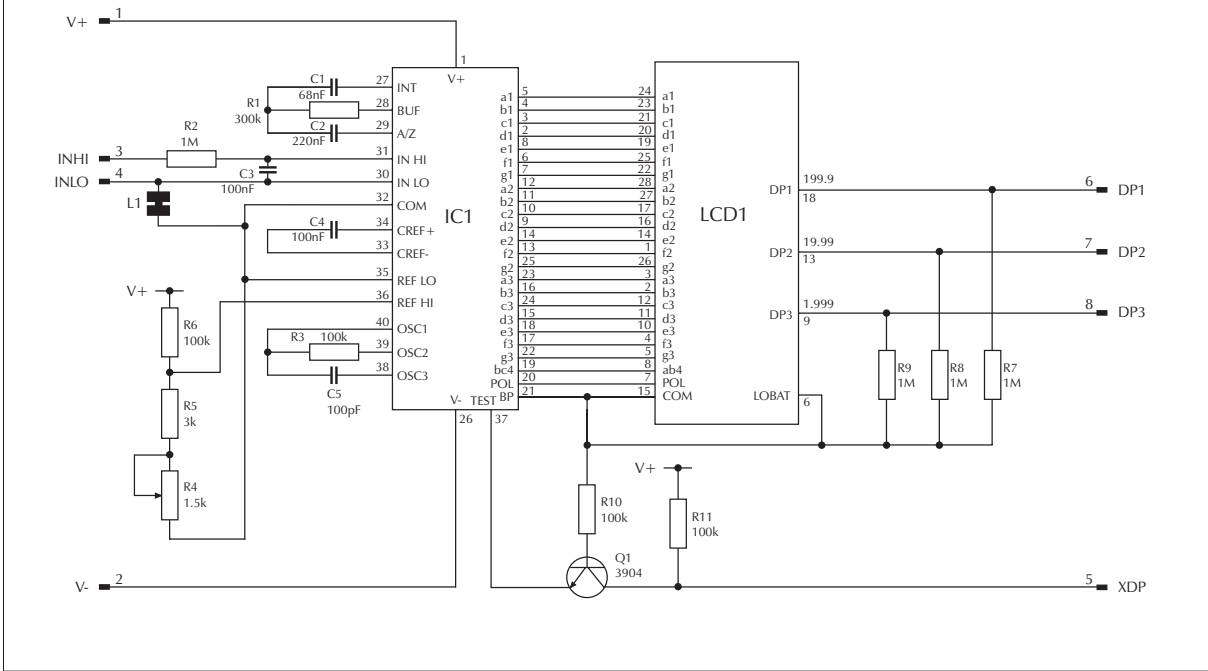 V+ 1
1
V+
C1 27 INT
68nF
R1 28 BUF
300k
C2 29 A/Z
220nF
R2
1M
INHI 3 31 IN HI
C3
100nF
INLO 4 30 IN LO
L1
32 COM
C4 34 CREF+
100nF
33 CREF-
35 REF LO
36 REF HI
V+
R6
100k
40 OSC1
R3 100k
39 OSC2
38 OSC3
C5
100pF
R5
3k
R4
1.5k
IC1
V- TEST
26 37
a1 5 24 a1
b1 4 23 b1
c1 3 21 c1
d1 2 20 d1
e1 8 19 e1
f1 6 25 f1
g1 7 22 g1
a2 12 28 a2
b2 11 27 b2
c2 10 17 c2
d2 9 16 d2
e2 14 14 e2
f2 13 1 f2
g2 25 26 g2
a3 23 3 a3
b3 16 2 b3
c3 24 12 c3
d3 15 11 d3
e3 18 10 e3
f3 17 4 f3
g3 22 5 g3
bc4 19 8 ab4
POL 20 7 POL
BP 21 15 COM
LCD1
DP1 199.9 6 DP1
18
DP2 19.99 7 DP2
13
DP3 1.999 8 DP3
9
R9
1M
R8
1M
R7
1M
LOBAT
6
V+
R10
100k
R11
100k
Q1
3904
V- 2
5 XDP